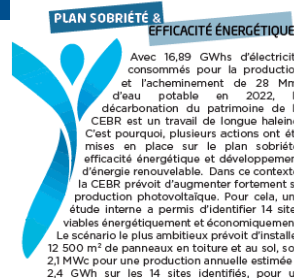 PLAN SOBRIÉTÉ &
EFFICACITÉ ÉNERGÉTIQUE
Avec 16,89 GWhs d'électricit
consommés pour la productio
et l'acheminement de 28 Mm
d'eau potable en 2022, l
décarbonation du patrimoine de l
CEBR est un travail de longue halein
C'est pourquoi, plusieurs actions ont ét
mises en place sur le plan sobriét
efficacité énergétique et développemen
d'énergie renouvelable. Dans ce context
la CEBR prévoit d'augmenter fortement s
production photovoltaïque. Pour cela, un
étude interne a permis d'identifier 14 site
viables énergétiquement et économiquemen
Le scénario le plus ambitieux prévoit d'installe
12 500 m² de panneaux en toiture et au sol, so
2,1 MWc pour une production annuelle estimée
2,4 GWh sur les 14 sites identifiés, pour u